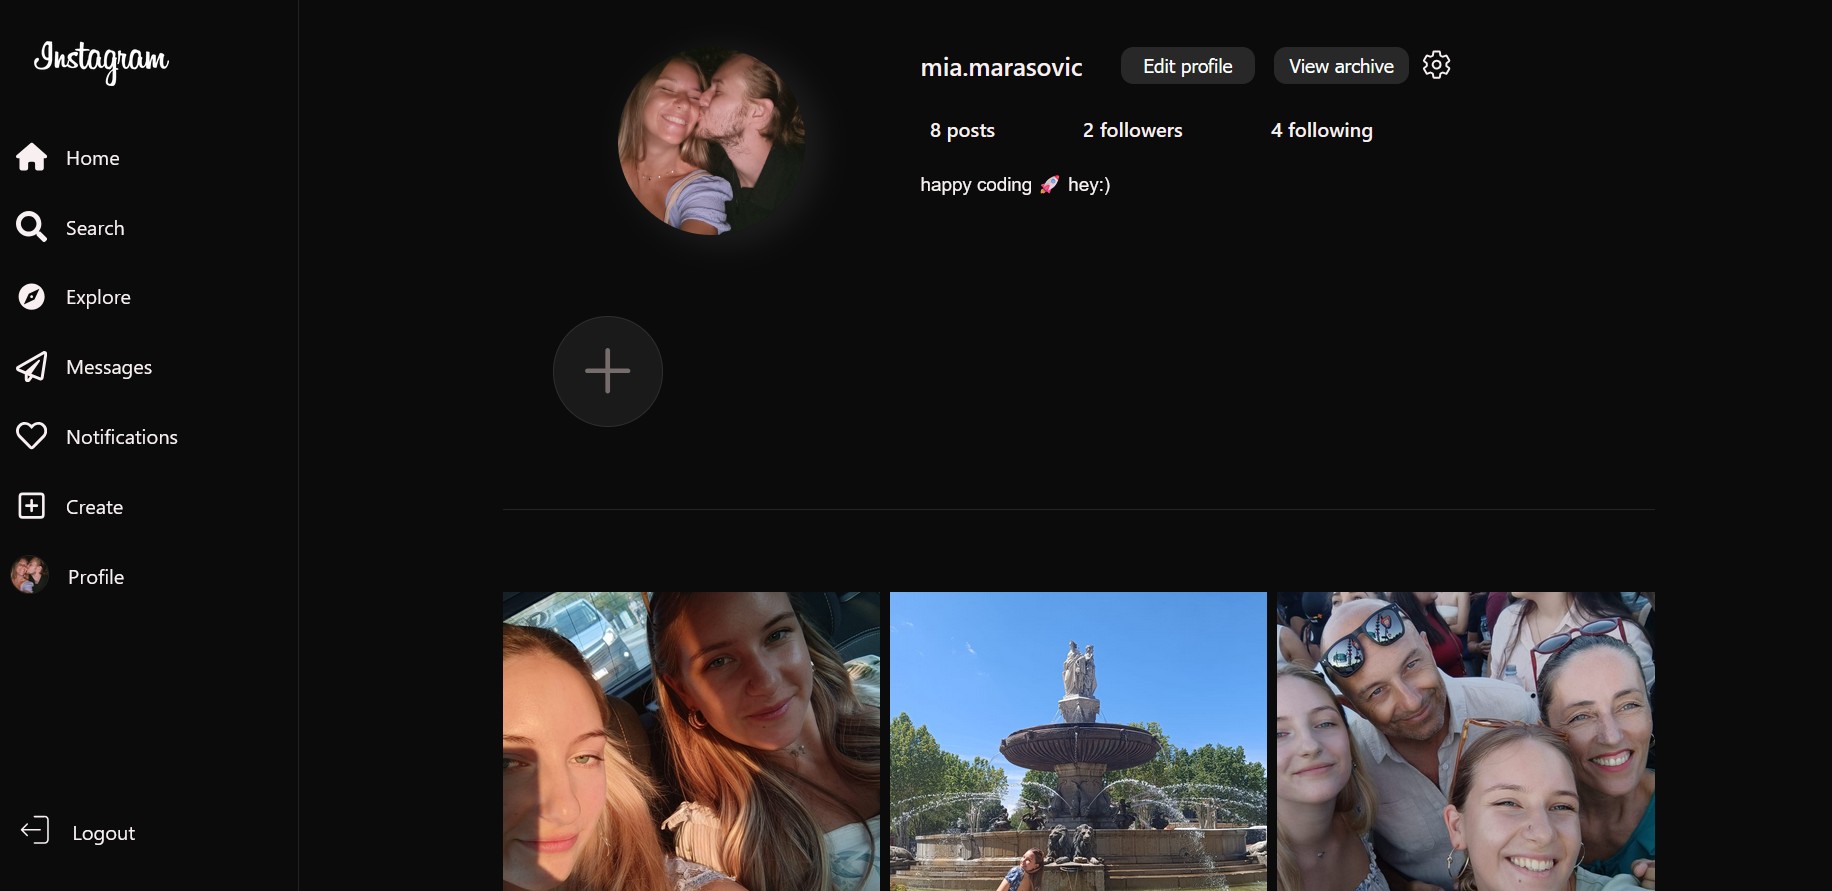 Instagram
Home
Search
Explore
Messages
Notifications
Create
Profile
Logout
mia.marasovic
Edit profile
View archive
8 posts
2 followers
4 following
happy coding 🚀 hey:)